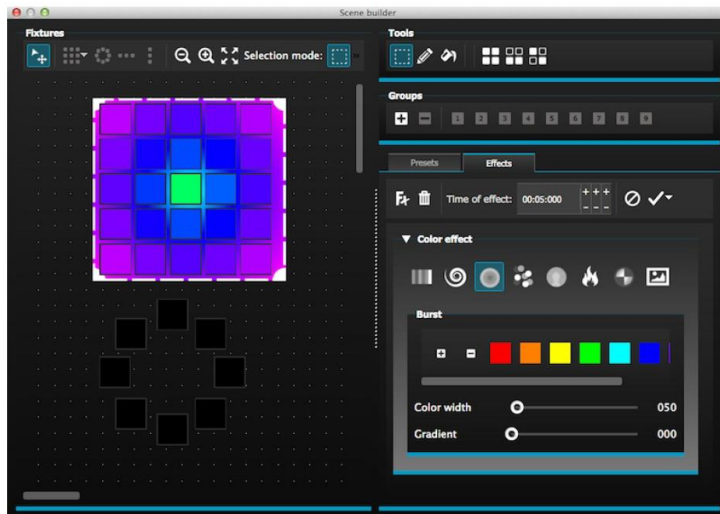 Scene builder
Fixtures
Selection mode:
Tools
Groups
1 2 3 4 5 6 7 8 9
Presets
Effects
Time of effect: 00:05:000
+ + +
- - -
Color effect
Burst
Color width 050
Gradient 000